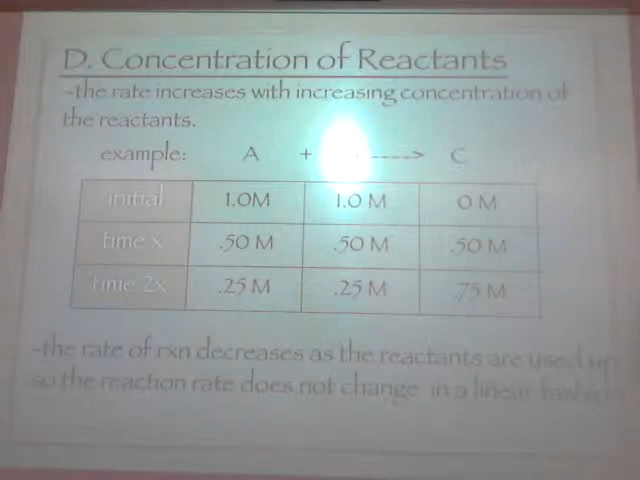 D. Concentration of Reactants
-the rate increases with increasing concentration of
the reactants.
example: A + ----> C
initial 1.0M 1.0 M 0 M
time x .50 M .50 M .50 M
time 2x .25 M .25 M .75 M
-the rate of rxn decreases as the reactants are used up
so the reaction rate does not change in a linear